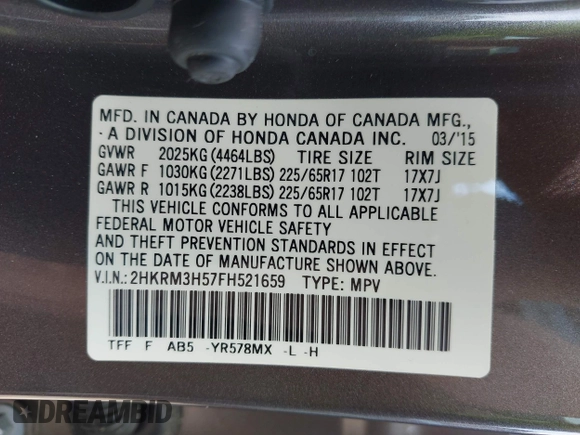 MFD. IN CANADA BY HONDA OF CANADA MFG.,
A DIVISION OF HONDA CANADA INC. 03/'15
GVWR 2025KG (4464LBS) TIRE SIZE RIM SIZE
GAWR F 1030KG (2271LBS) 225/65R17 102T 17X7J
GAWR R 1015KG (2238LBS) 225/65R17 102T 17X7J
THIS VEHICLE CONFORMS TO ALL APPLICABLE
FEDERAL MOTOR VEHICLE SAFETY
AND THEFT PREVENTION STANDARDS IN EFFECT
ON THE DATE OF MANUFACTURE SHOWN ABOVE.
V.I.N.: 2HKRM3H57FH521659 TYPE: MPV
TFF F AB5 -YR578MX -L -H
DREAMBID